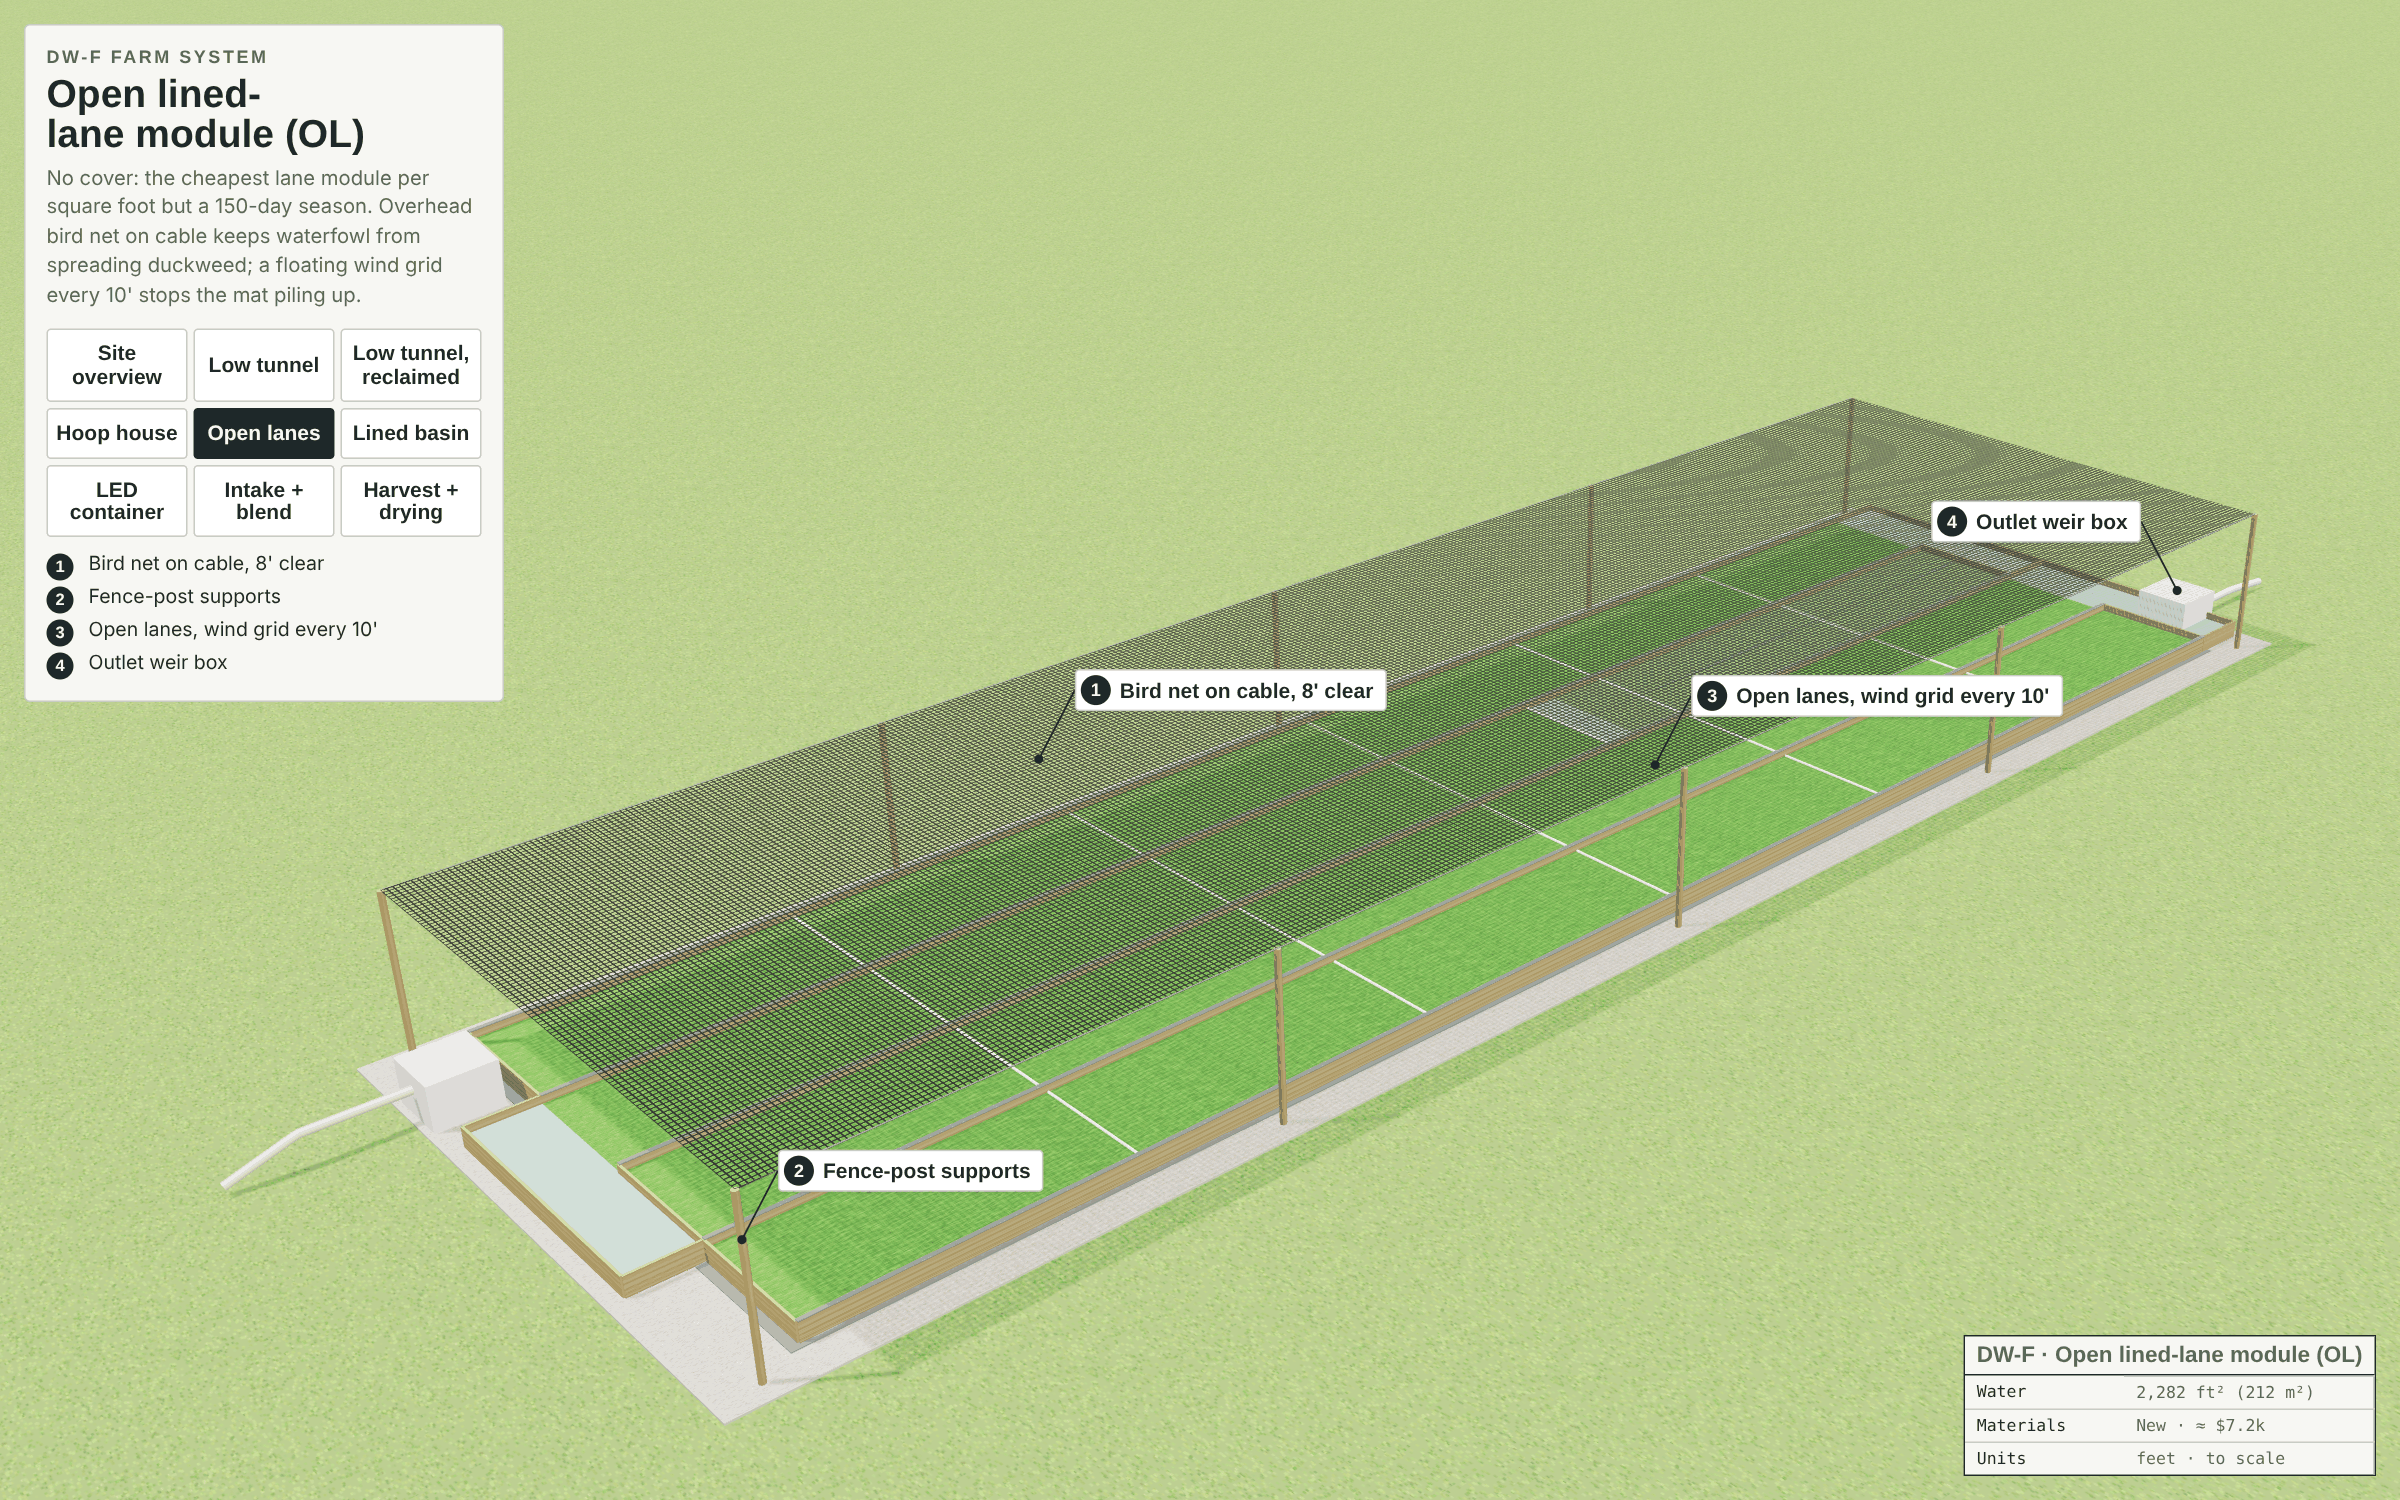 DW-F FARM SYSTEM
Open lined-
lane module (OL)
No cover: the cheapest lane module per
square foot but a 150-day season. Overhead
bird net on cable keeps waterfowl from
spreading duckweed; a floating wind grid
every 10' stops the mat piling up.
Site
overview
Low tunnel
Low tunnel,
reclaimed
Hoop house
Open lanes
Lined basin
LED
container
Intake +
blend
Harvest +
drying
1 Bird net on cable, 8' clear
2 Fence-post supports
3 Open lanes, wind grid every 10'
4 Outlet weir box
4 Outlet weir box
1 Bird net on cable, 8' clear
3 Open lanes, wind grid every 10'
2 Fence-post supports
DW-F · Open lined-lane module (OL)
Water 2,282 ft² (212 m²)
Materials New · ≈ $7.2k
Units feet · to scale